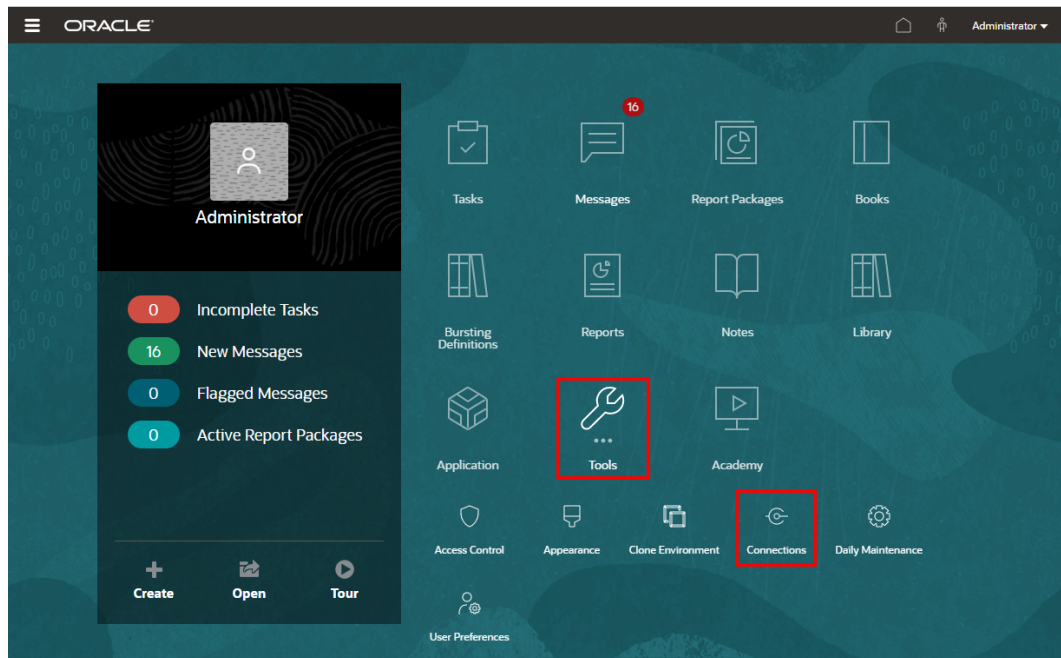 ORACLE
Administrator
Administrator
0 Incomplete Tasks
16 New Messages
0 Flagged Messages
0 Active Report Packages
Create Open Tour
16
Tasks Messages Report Packages Books
Bursting Definitions Reports Notes Library
Application Tools Academy
Access Control Appearance Clone Environment Connections Daily Maintenance
User Preferences